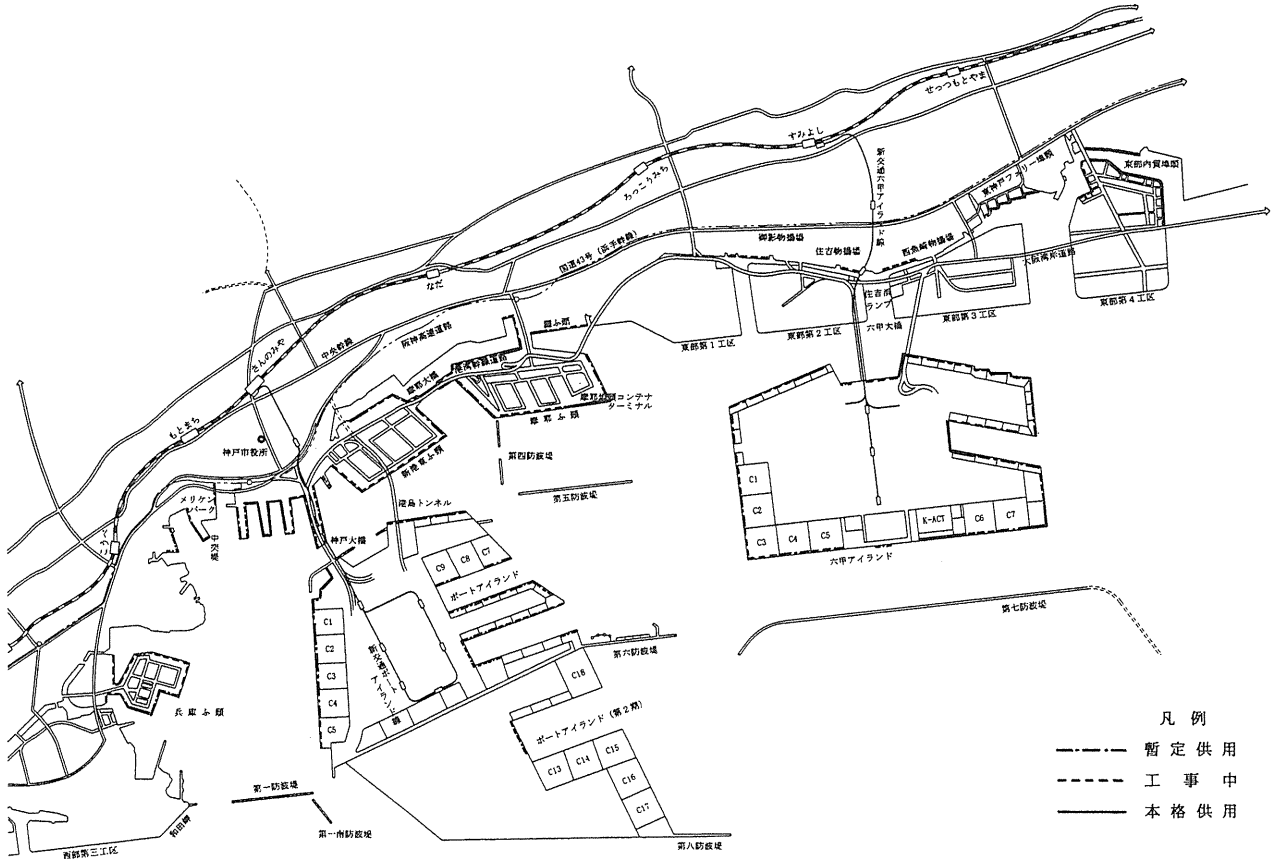 せっつもとやま
すみよし
ろっこうみち
なだ
さんのみや
もとまち
こうべ
新交通六甲アイランド線
東神戸フェリー埠頭
東部内貿埠頭
国道43号 (浜手幹線)
御影物揚場
住吉物揚場
西魚崎物揚場
大阪湾岸道路
住吉浜
ランプ
六甲大橋
東部第1工区
東部第2工区
東部第3工区
東部第4工区
中央幹線
阪神高速道路
港湾幹線道路
摩耶大橋
摩耶埠頭コンテナ
ターミナル
摩耶ふ頭
新港東ふ頭
神戸市役所
メリケン
パーク
中突堤
神戸大橋
港島トンネル
第四防波堤
第五防波堤
C1
C2
C3
C4
C5
K-ACT
C6
C7
六甲アイランド
第七防波堤
C9
C8
C7
ポートアイランド
C1
C2
C3
C4
C5
新交通ポート
アイランド
線
第六防波堤
C18
ポートアイランド (第2期)
C13
C14
C15
C16
C17
第八防波堤
兵庫ふ頭
和田岬
西部第三工区
第一防波堤
第一南防波堤
凡例
暫定供用
工事中
本格供用